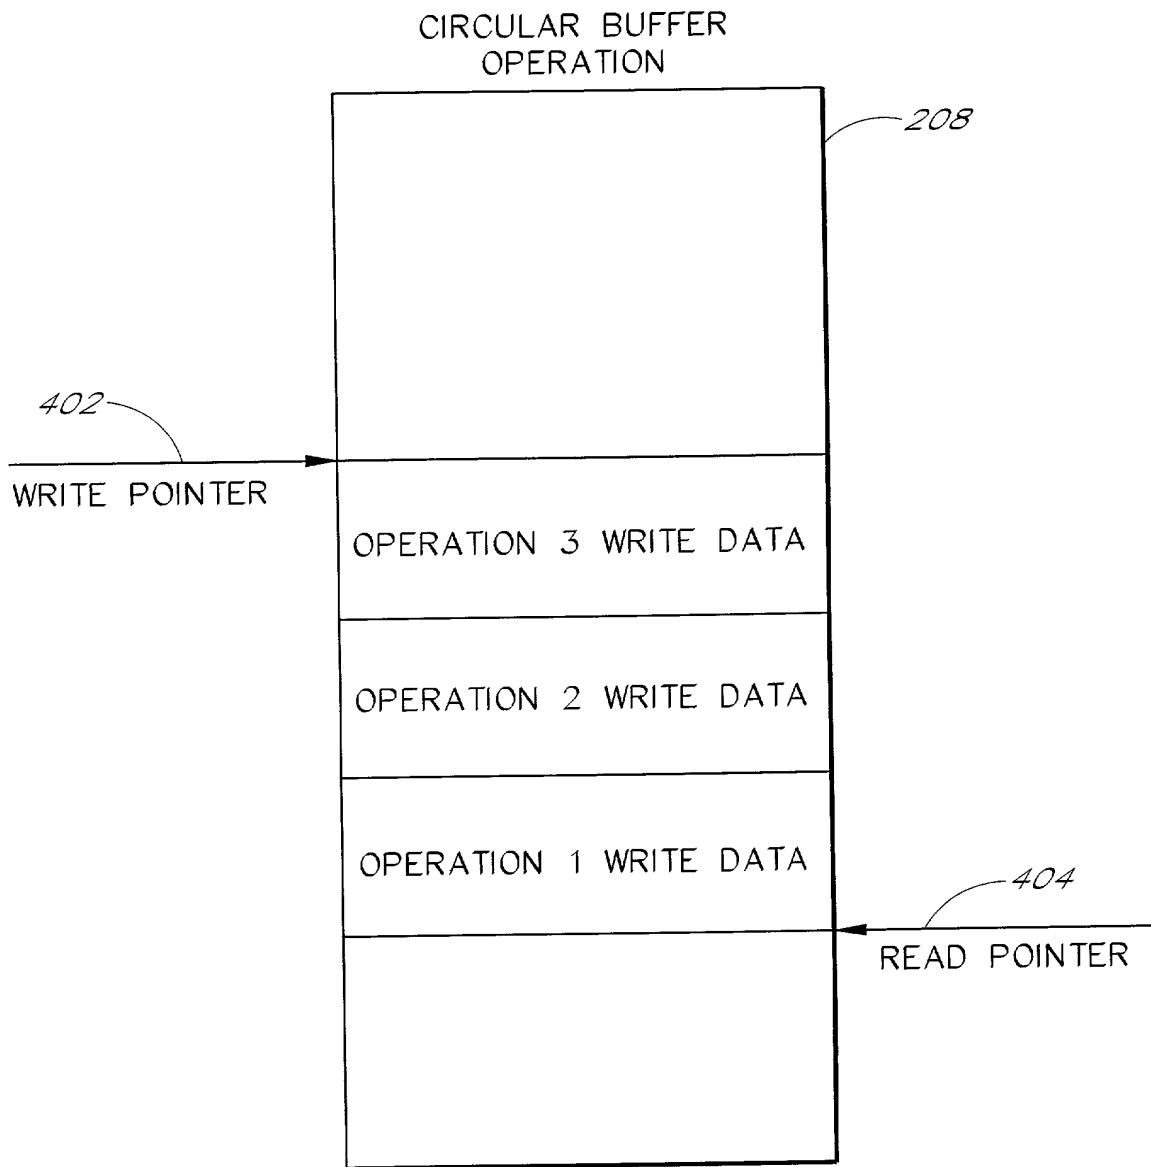 CIRCULAR BUFFER
OPERATION
208
402
WRITE POINTER
OPERATION 3 WRITE DATA
OPERATION 2 WRITE DATA
OPERATION 1 WRITE DATA
404
READ POINTER